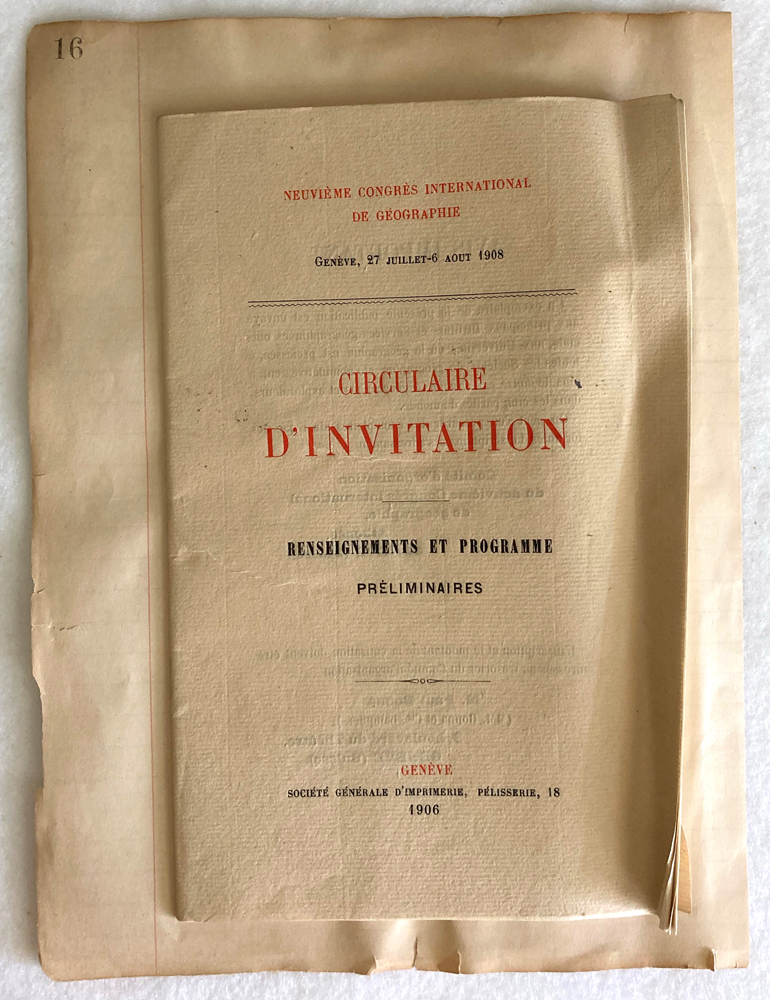 16
NEUVIÈME CONGRÈS INTERNATIONAL
DE GÉOGRAPHIE
GENÈVE, 27 JUILLET-6 AOUT 1908
CIRCULAIRE
D'INVITATION
RENSEIGNEMENTS ET PROGRAMME
PRÉLIMINAIRES
GENÈVE
SOCIÉTÉ GÉNÉRALE D'IMPRIMERIE, PÉLISSERIE, 18
1906